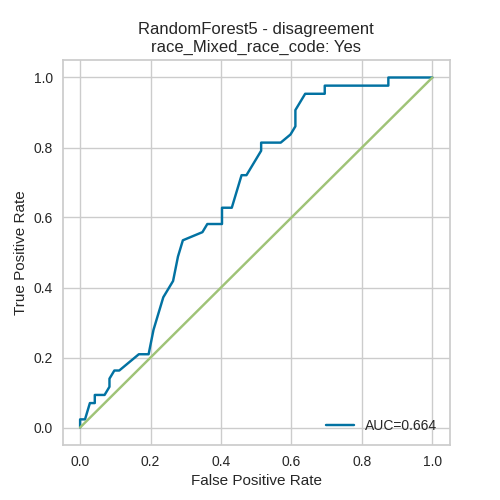 RandomForest5 - disagreement
race_Mixed_race_code: Yes
True Positive Rate
1.0
0.8
0.6
0.4
0.2
0.0
AUC=0.664
0.0 0.2 0.4 0.6 0.8 1.0
False Positive Rate